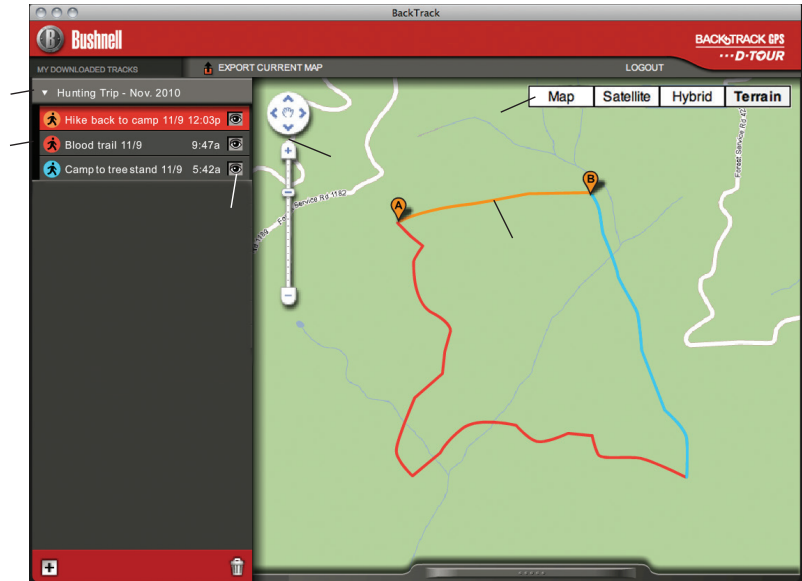 BackTrack
B Bushnell
BACKTRACK GPS
D-TOUR
MY DOWNLOADED TRACKS
EXPORT CURRENT MAP
LOGOUT
Hunting Trip - Nov. 2010
Hike back to camp 11/9 12:03p
Blood trail 11/9 9:47a
Camp to tree stand 11/9 5:42a
Map
Satellite
Hybrid
Terrain
Forest Service Rd 42
Forest Service Rd 1182
A
B